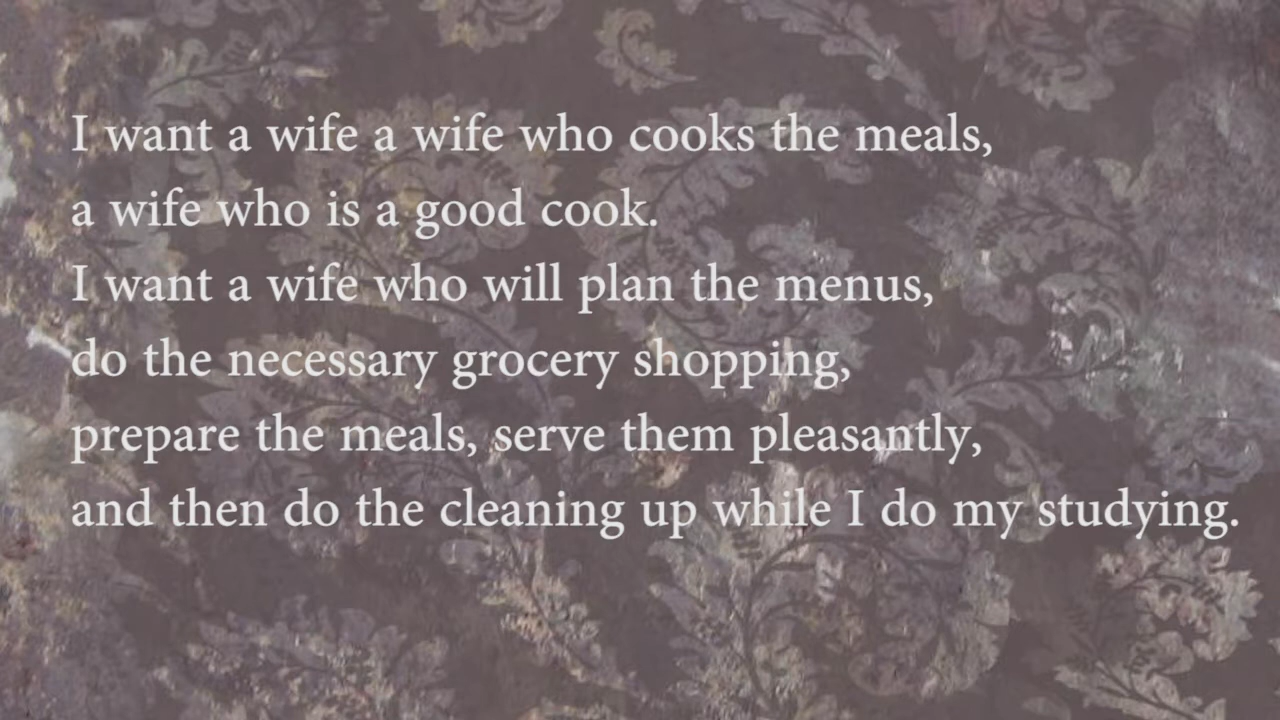 I want a wife a wife who cooks the meals,
a wife who is a good cook.
I want a wife who will plan the menus,
do the necessary grocery shopping,
prepare the meals, serve them pleasantly,
and then do the cleaning up while I do my studying.